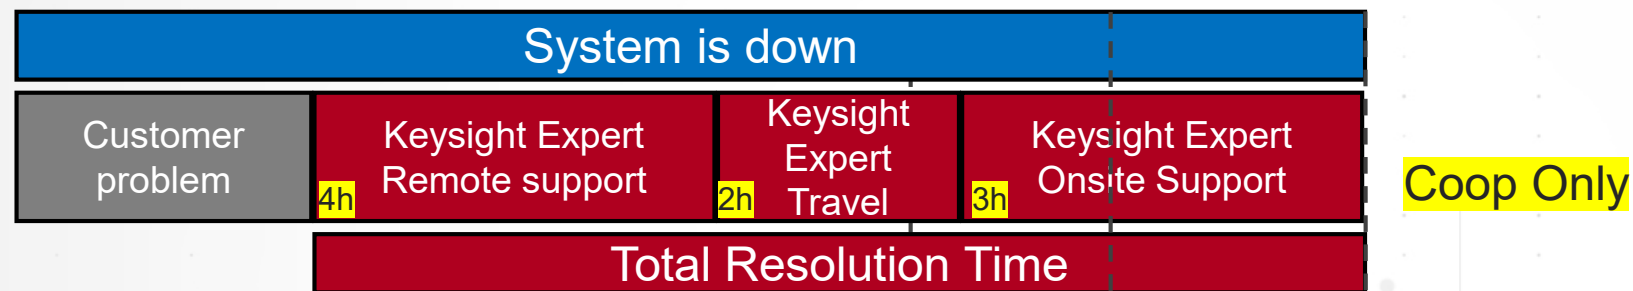 System is down
Customer
problem
Keysight Expert
Remote support
4h
Keysight
Expert
Travel
2h
Keysight Expert
Onsite Support
3h
Coop Only
Total Resolution Time